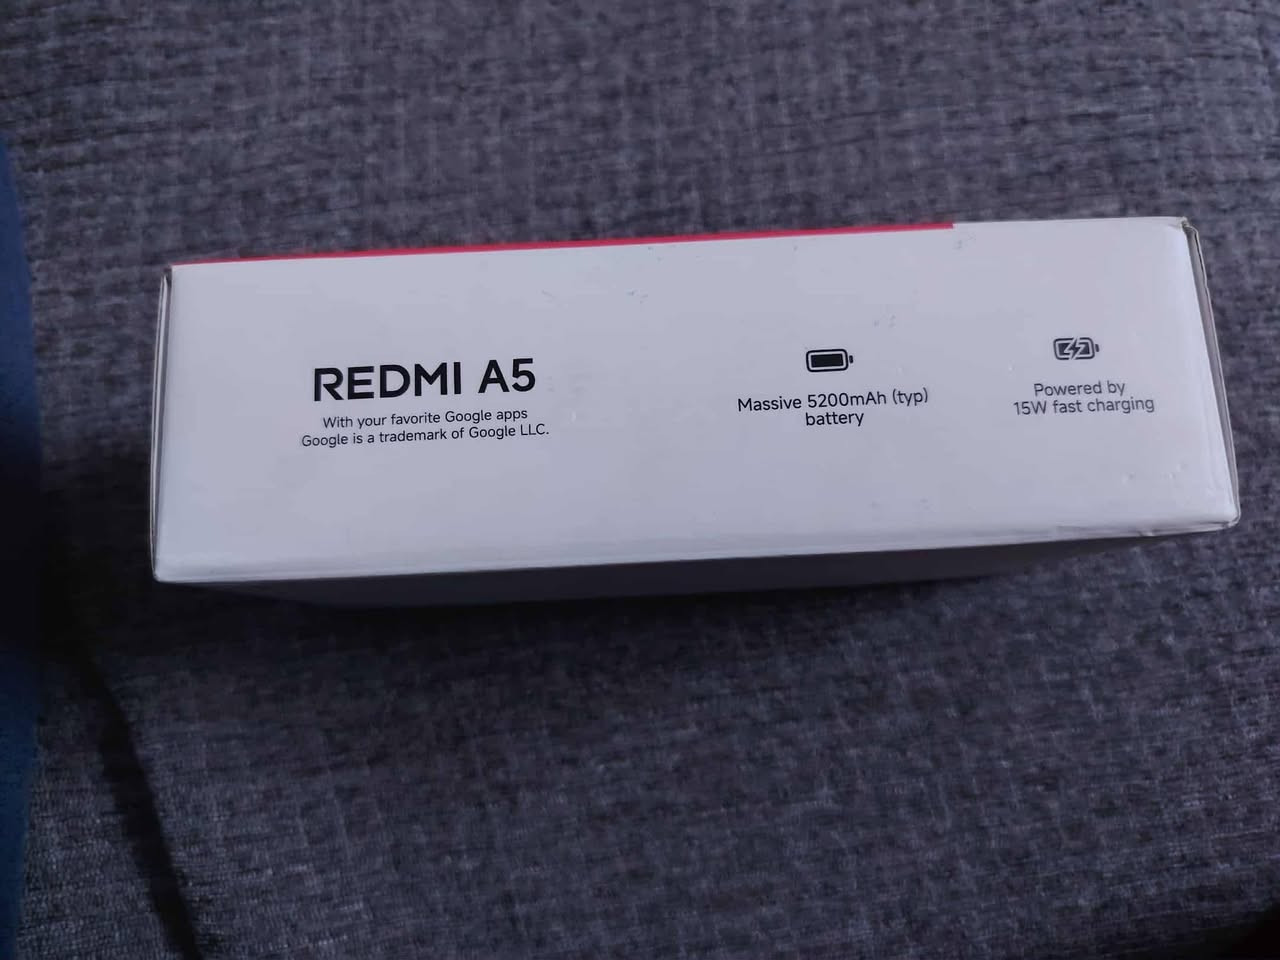 REDMI A5
With your favorite Google apps
Google is a trademark of Google LLC.
Massive 5200mAh (typ)
battery
Powered by
15W fast charging